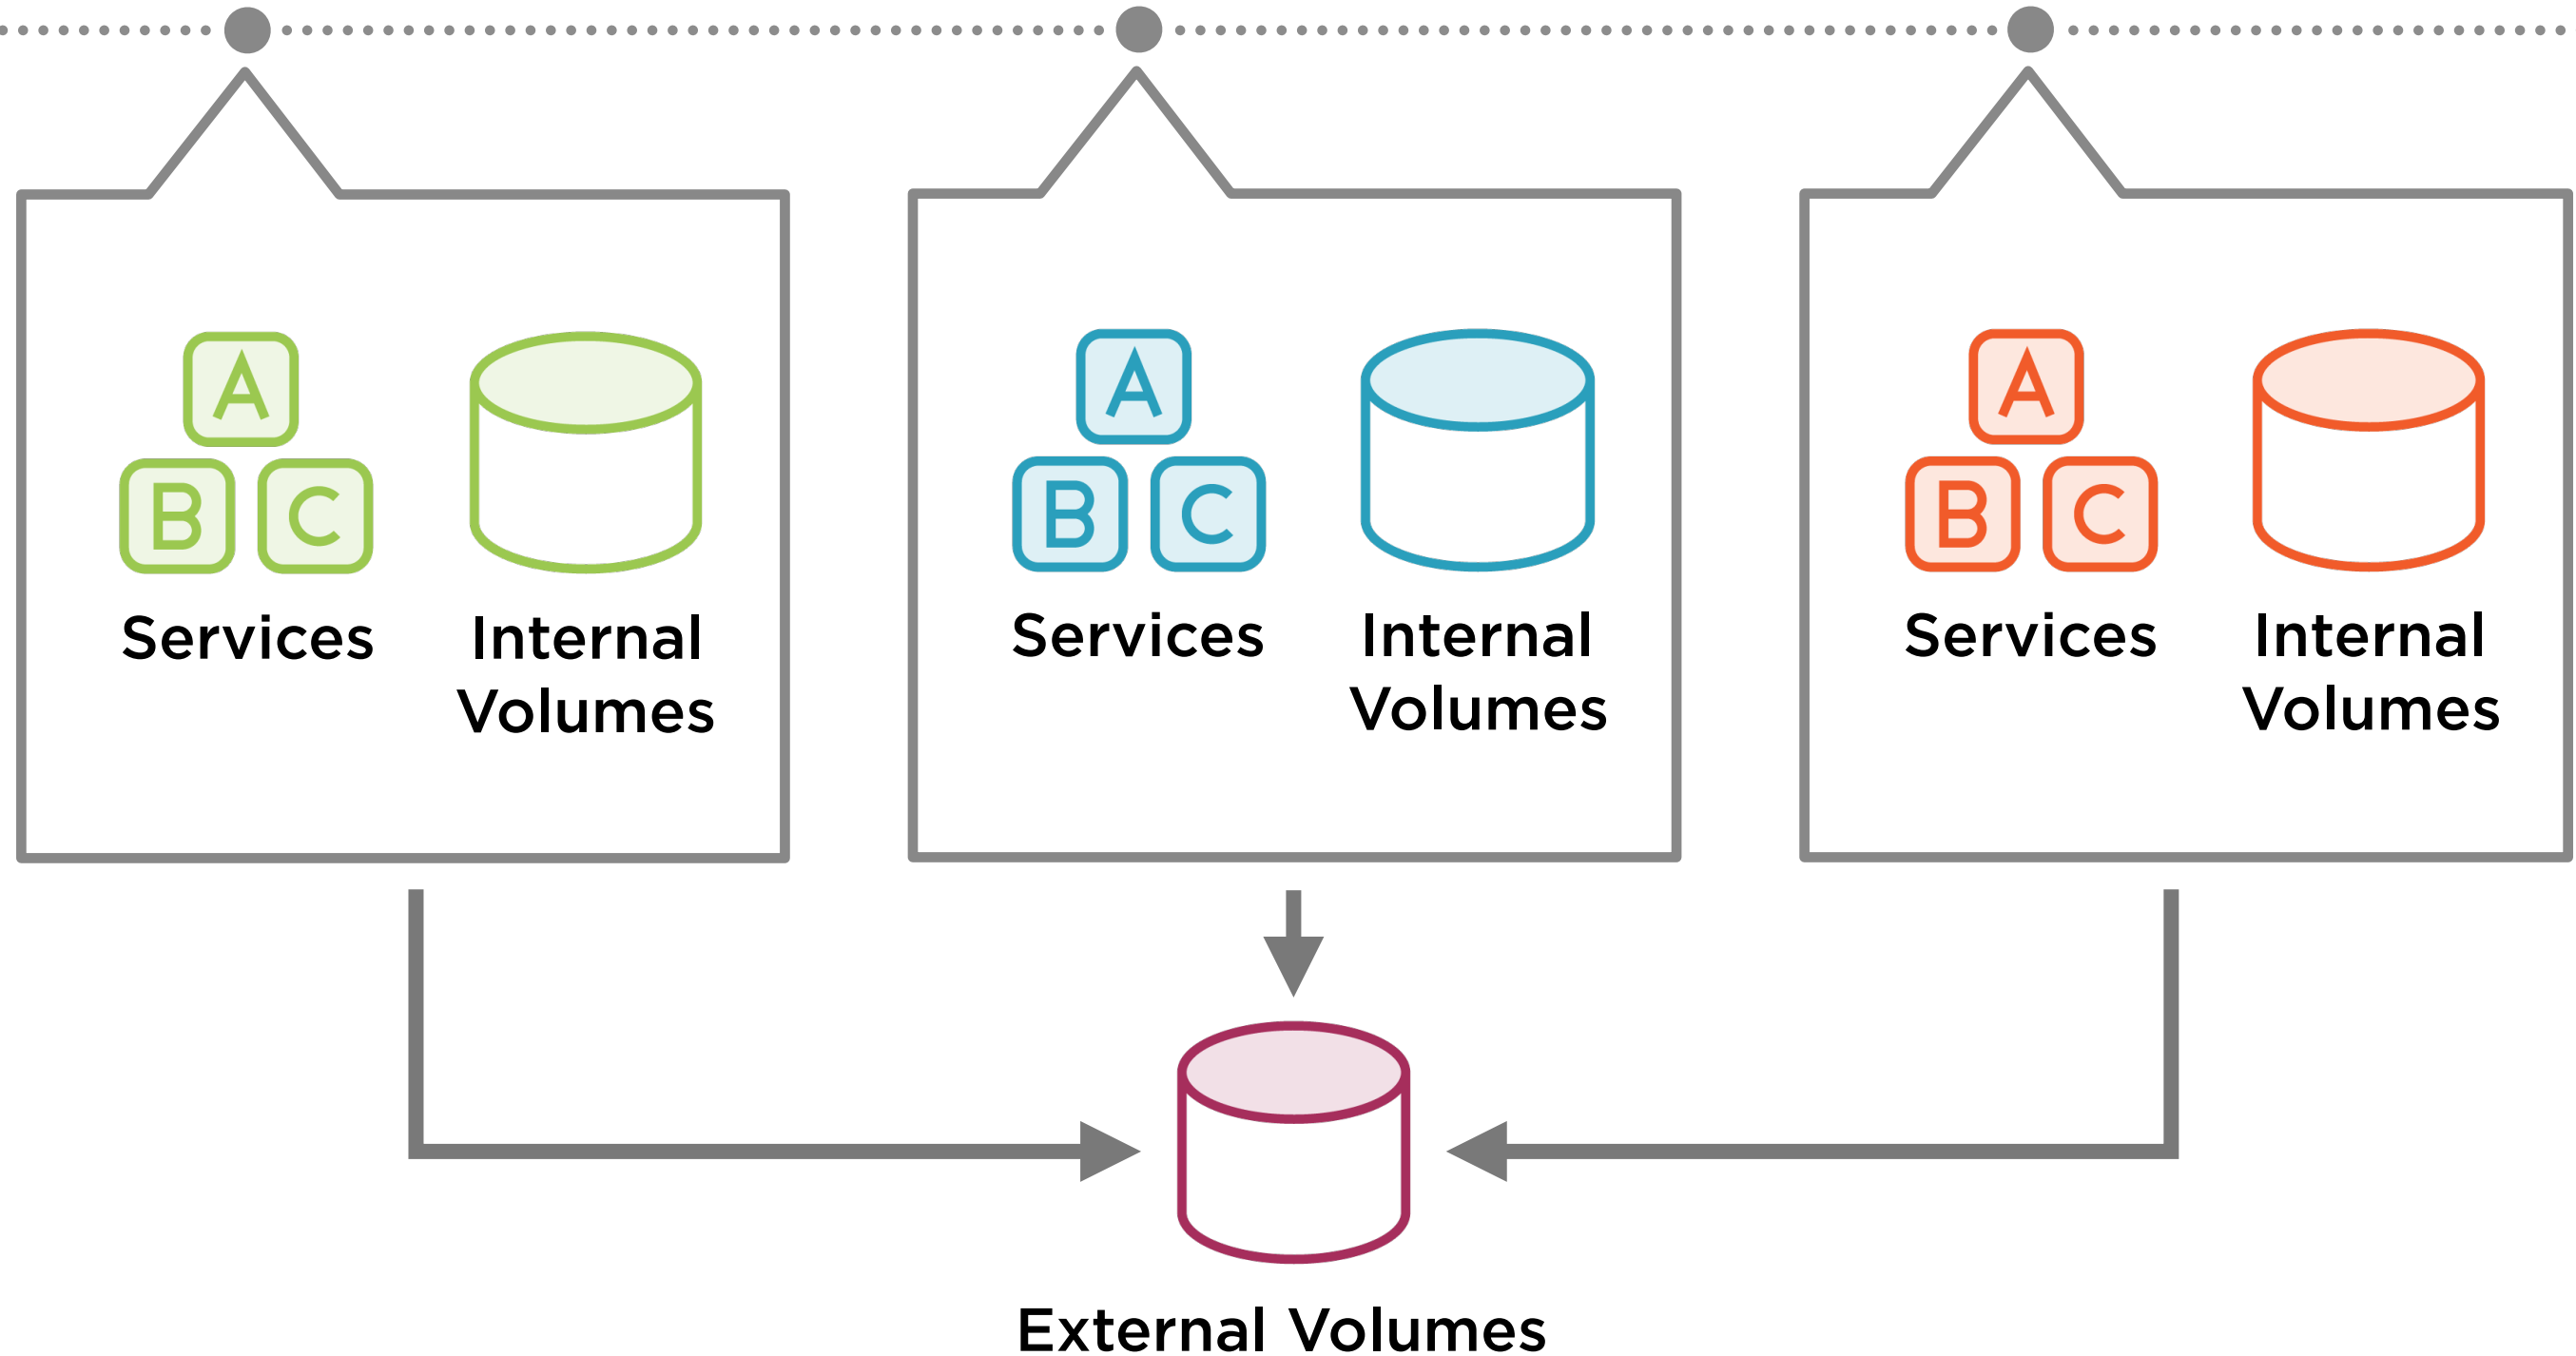 A
B C
Services
Internal
Volumes
A
B C
Services
Internal
Volumes
A
B C
Services
Internal
Volumes
External Volumes